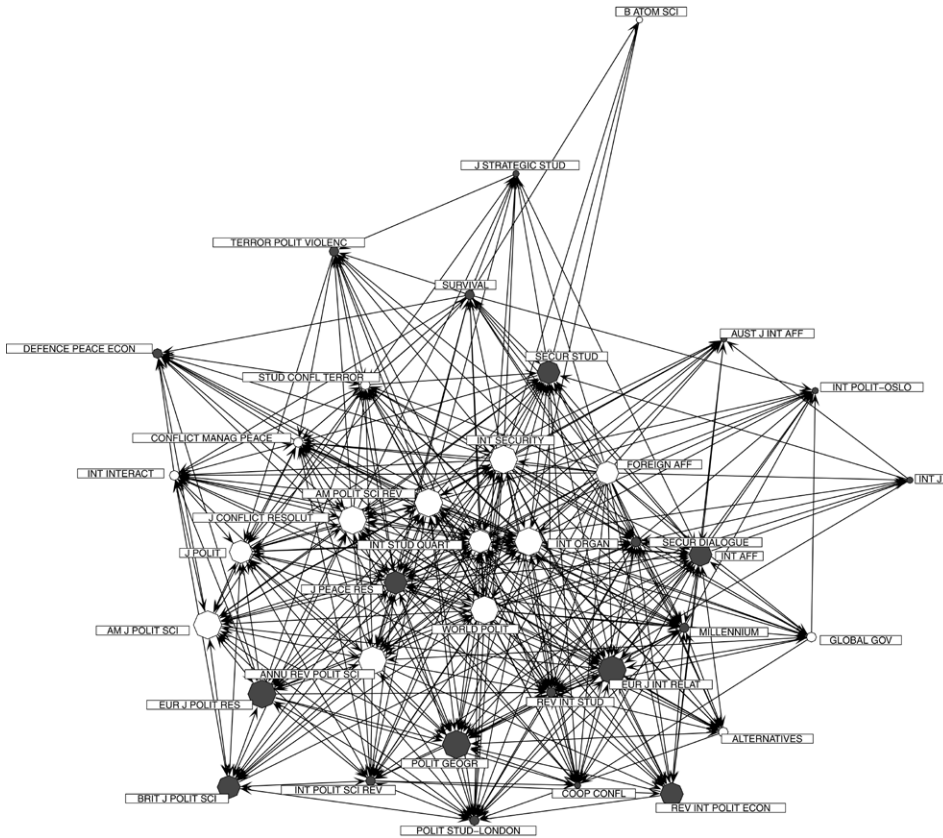 B ATOM SCI
J STRATEGIC STUD
TERROR POLIT VIOLENC
SURVIVAL
AUST J INT AFF
DEFENCE PEACE ECON
SECUR STUD
STUD CONFL TERROR
INT POLIT-OSLO
CONFLICT MANAG PEACE
INT SECURITY
FOREIGN AFF
INT INTERACT
INT J
AM POLIT SCI REV
J CONFLICT RESOLUT
INT STUD QUART
INT ORGAN
SECUR DIALOGUE
J POLIT
INT AFF
J PEACE RES
AM J POLIT SCI
WORLD POLIT
MILLENNIUM
GLOBAL GOV
ANNU REV POLIT SCI
EUR J INT RELAT
EUR J POLIT RES
REV INT STUD
ALTERNATIVES
POLIT GEOGR
INT POLIT SCI REV
COOP CONFL
BRIT J POLIT SCI
REV INT POLIT ECON
POLIT STUD-LONDON